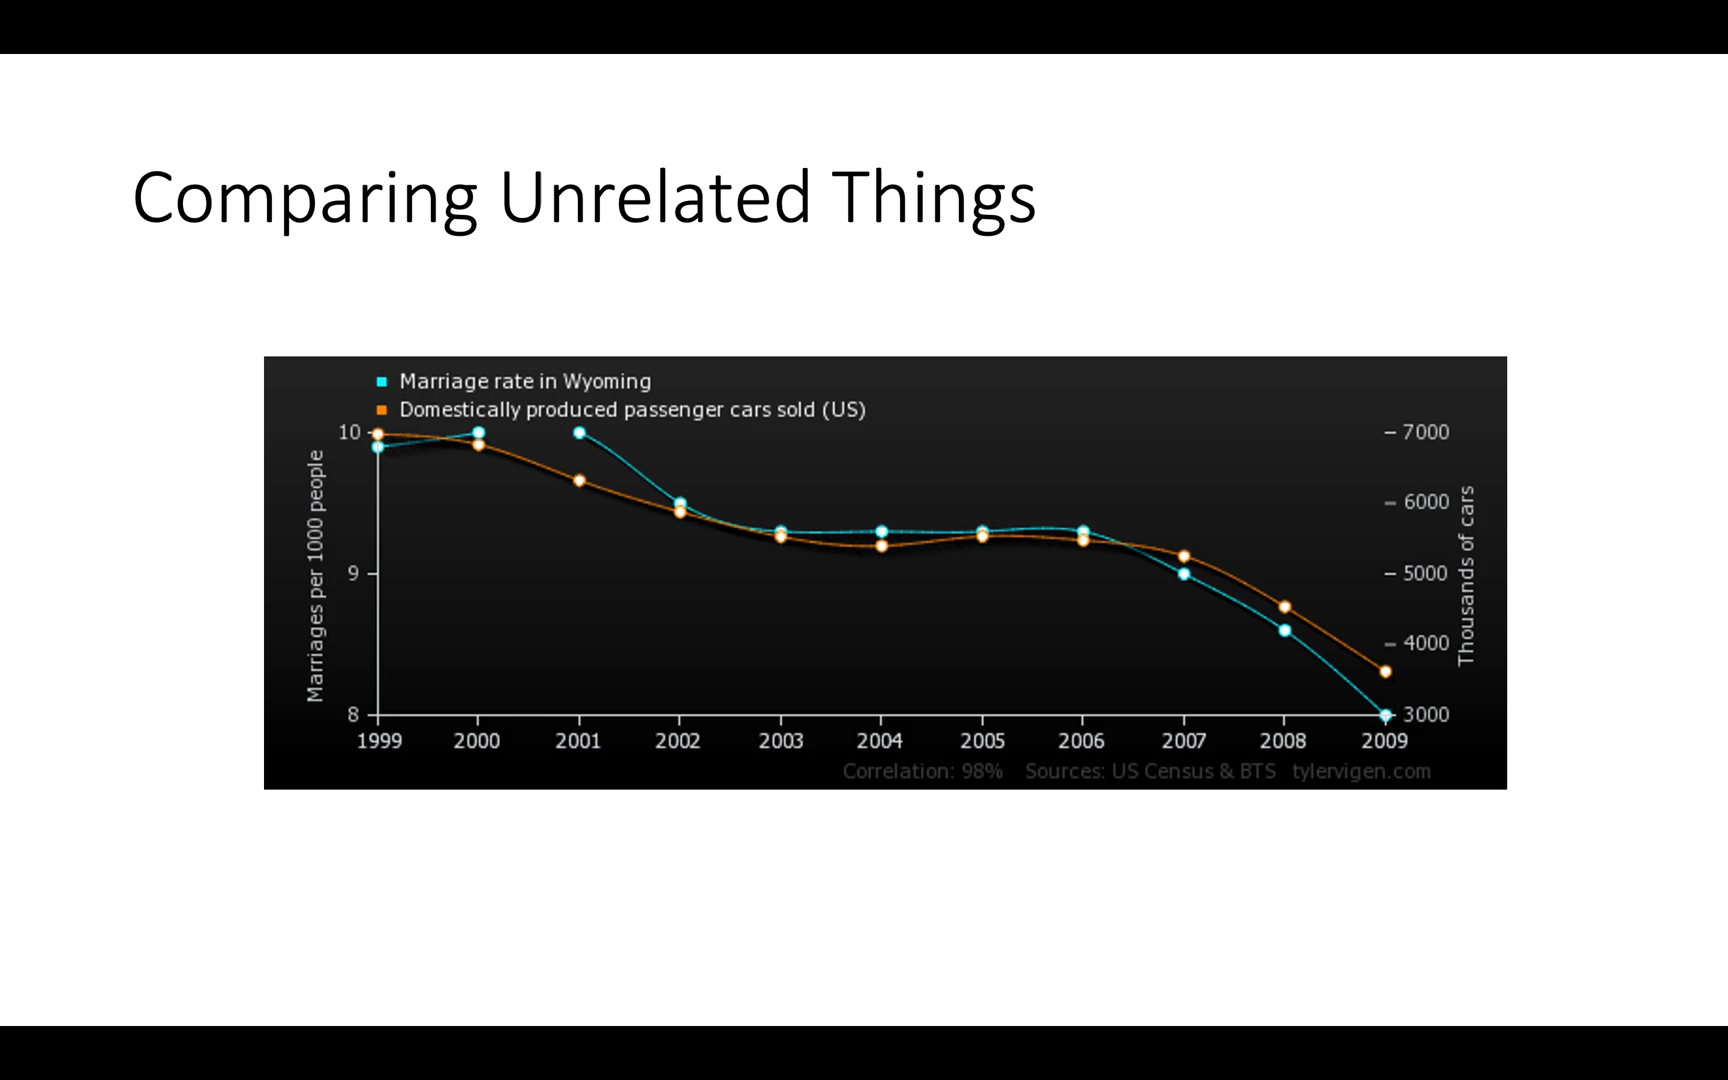 Comparing Unrelated Things
Marriage rate in Wyoming
Domestically produced passenger cars sold (US)
10
9
8
Marriages per 1000 people
7000
6000
5000
4000
3000
Thousands of cars
1999 2000 2001 2002 2003 2004 2005 2006 2007 2008 2009
Correlation: 98% Sources: US Census & BTS tylervigen.com